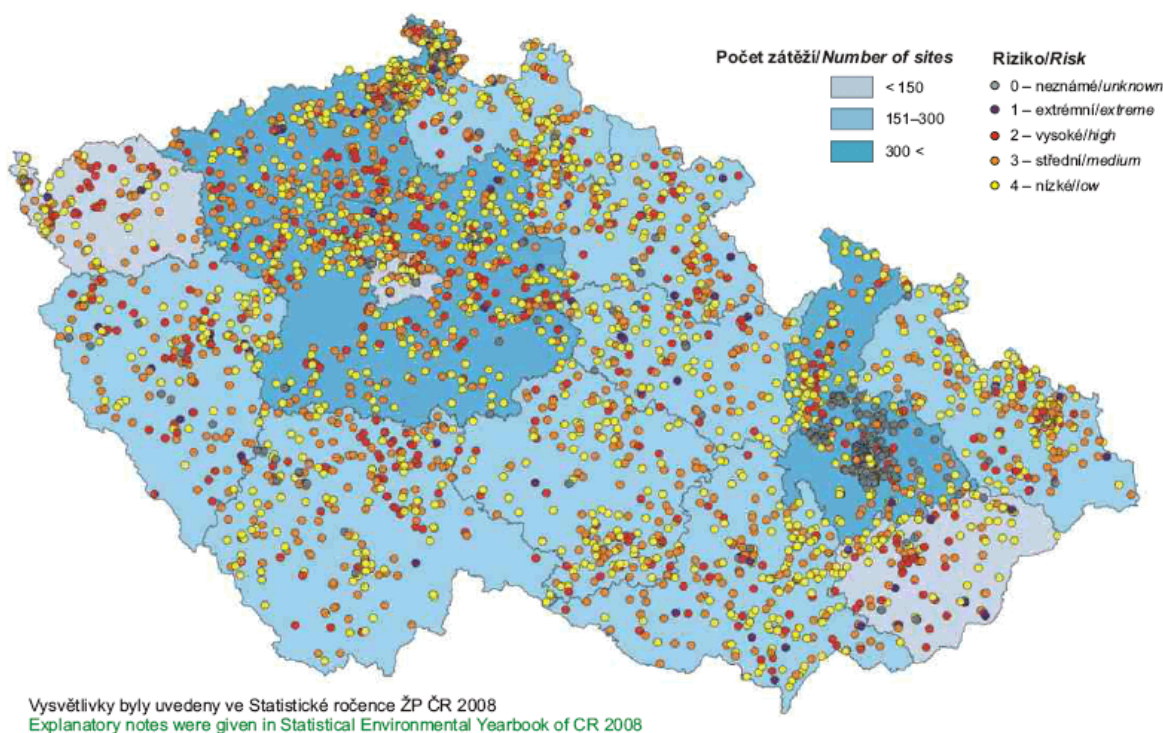 Počet zátěží/Number of sites
< 150
151–300
300 <
Riziko/Risk
0 – neznámé/unknown
1 – extrémní/extreme
2 – vysoké/high
3 – střední/medium
4 – nízké/low
Vysvětlivky byly uvedeny ve Statistické ročence ŽP ČR 2008
Explanatory notes were given in Statistical Environmental Yearbook of CR 2008